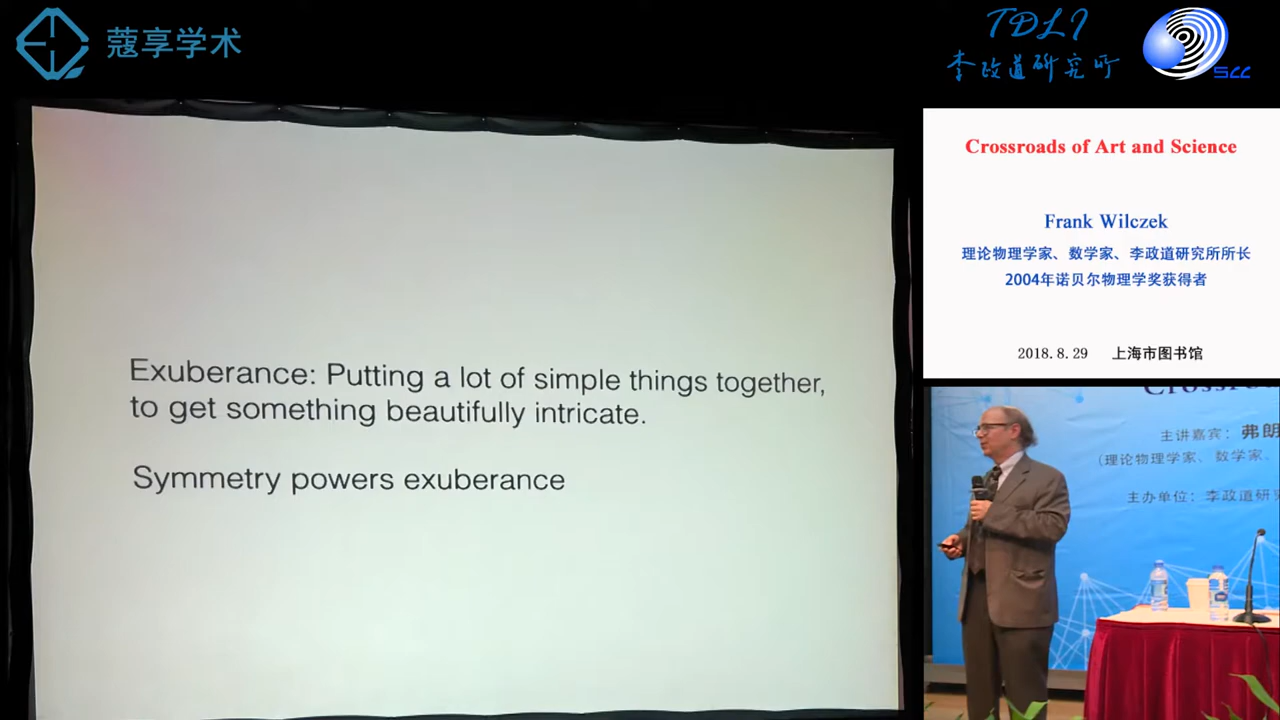 蔻享学术
TDLI
李政道研究所
SCC
Exuberance: Putting a lot of simple things together,
to get something beautifully intricate.
Symmetry powers exuberance
Crossroads of Art and Science
Frank Wilczek
理论物理学家、数学家、李政道研究所所长
2004年诺贝尔物理学奖获得者
2018.8.29 上海市图书馆
主讲嘉宾：弗朗
（理论物理学家、数学家、
主办单位：李政道研究